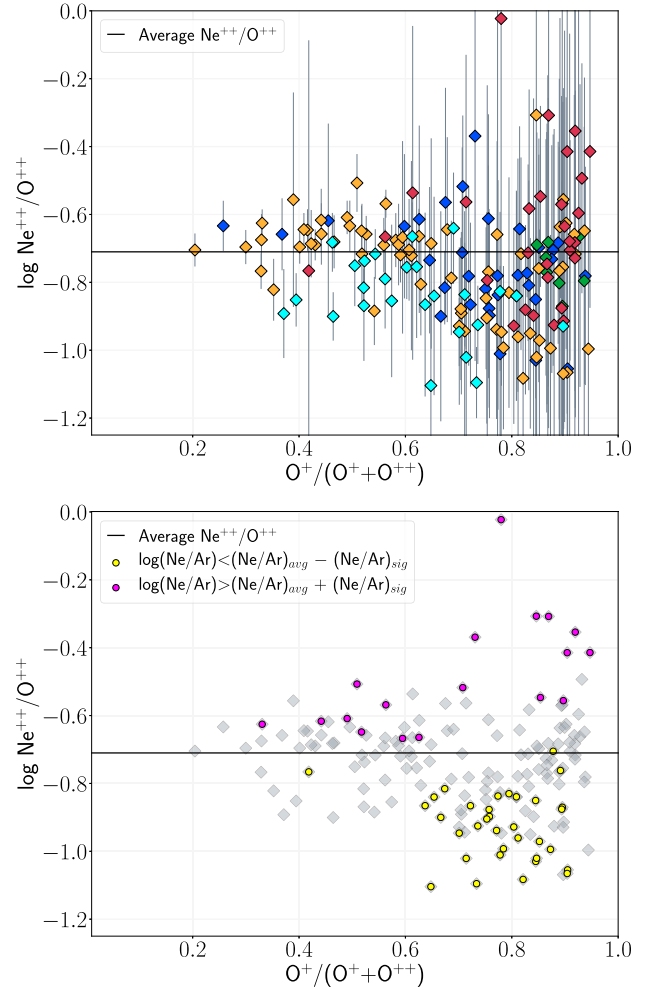 0.0
−0.2
−0.4
−0.6
−0.8
−1.0
−1.2
log Ne⁺⁺/O⁺⁺
Average Ne⁺⁺/O⁺⁺
0.2 0.4 0.6 0.8 1.0
O⁺/(O⁺+O⁺⁺)
0.0
−0.2
−0.4
−0.6
−0.8
−1.0
−1.2
log Ne⁺⁺/O⁺⁺
Average Ne⁺⁺/O⁺⁺
log(Ne/Ar)<(Ne/Ar)avg − (Ne/Ar)sig
log(Ne/Ar)>(Ne/Ar)avg + (Ne/Ar)sig
0.2 0.4 0.6 0.8 1.0
O⁺/(O⁺+O⁺⁺)